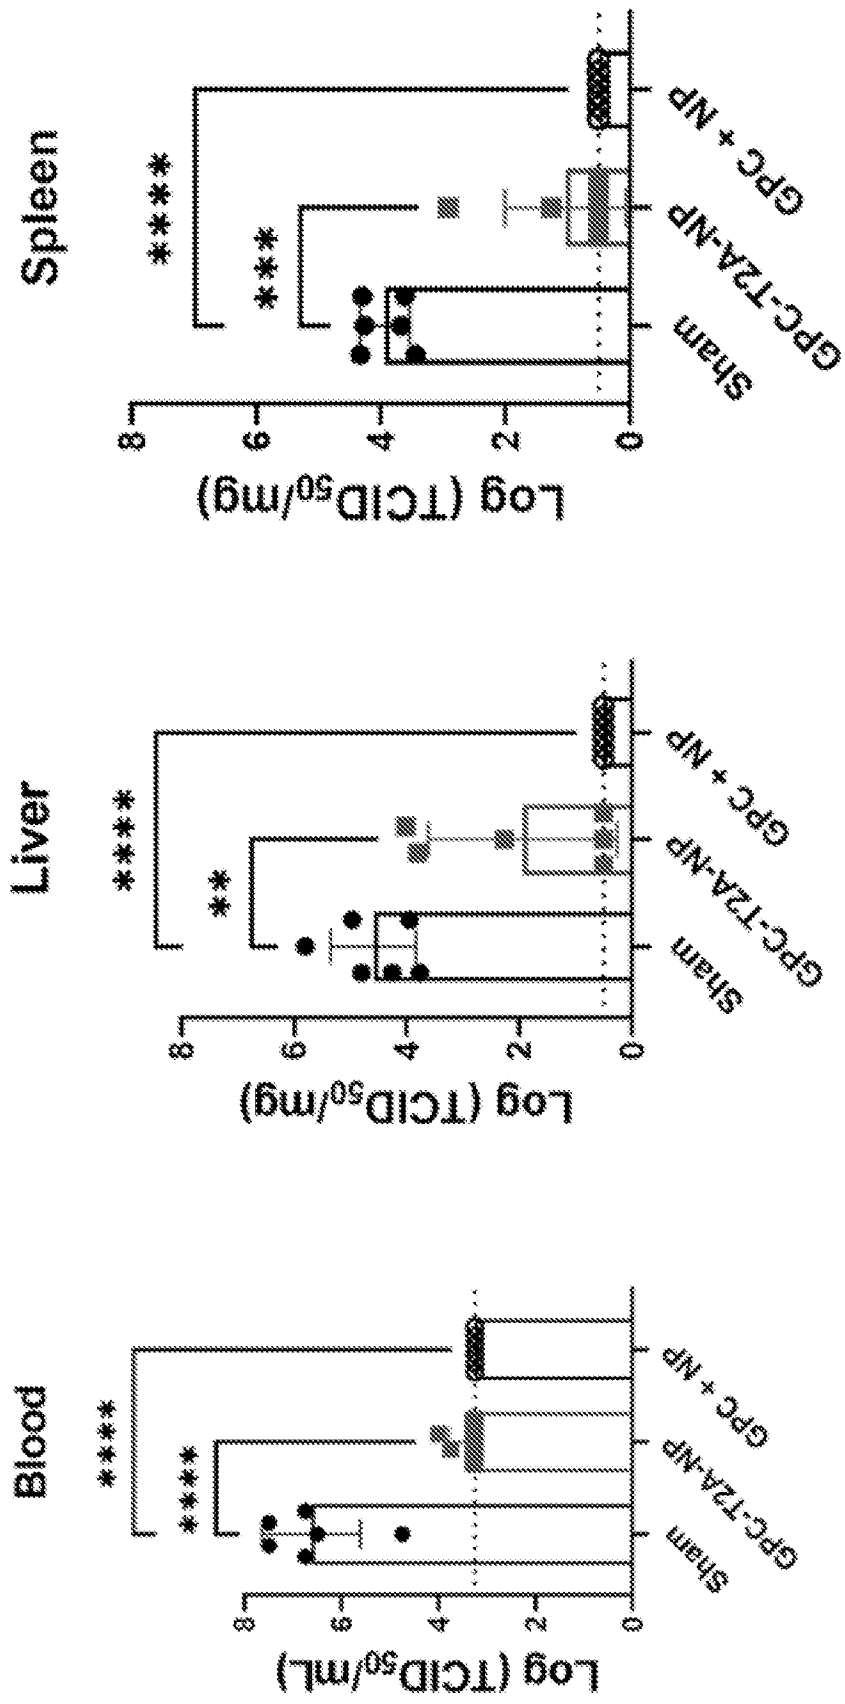 Blood
Log (TCID50/mL)
8
6
4
2
0
****
****
Sham
GPC-T2A-NP
GPC + NP
Liver
Log (TCID50/mg)
8
6
4
2
0
****
**
Sham
GPC-T2A-NP
GPC + NP
Spleen
Log (TCID50/mg)
8
6
4
2
0
****
***
Sham
GPC-T2A-NP
GPC + NP